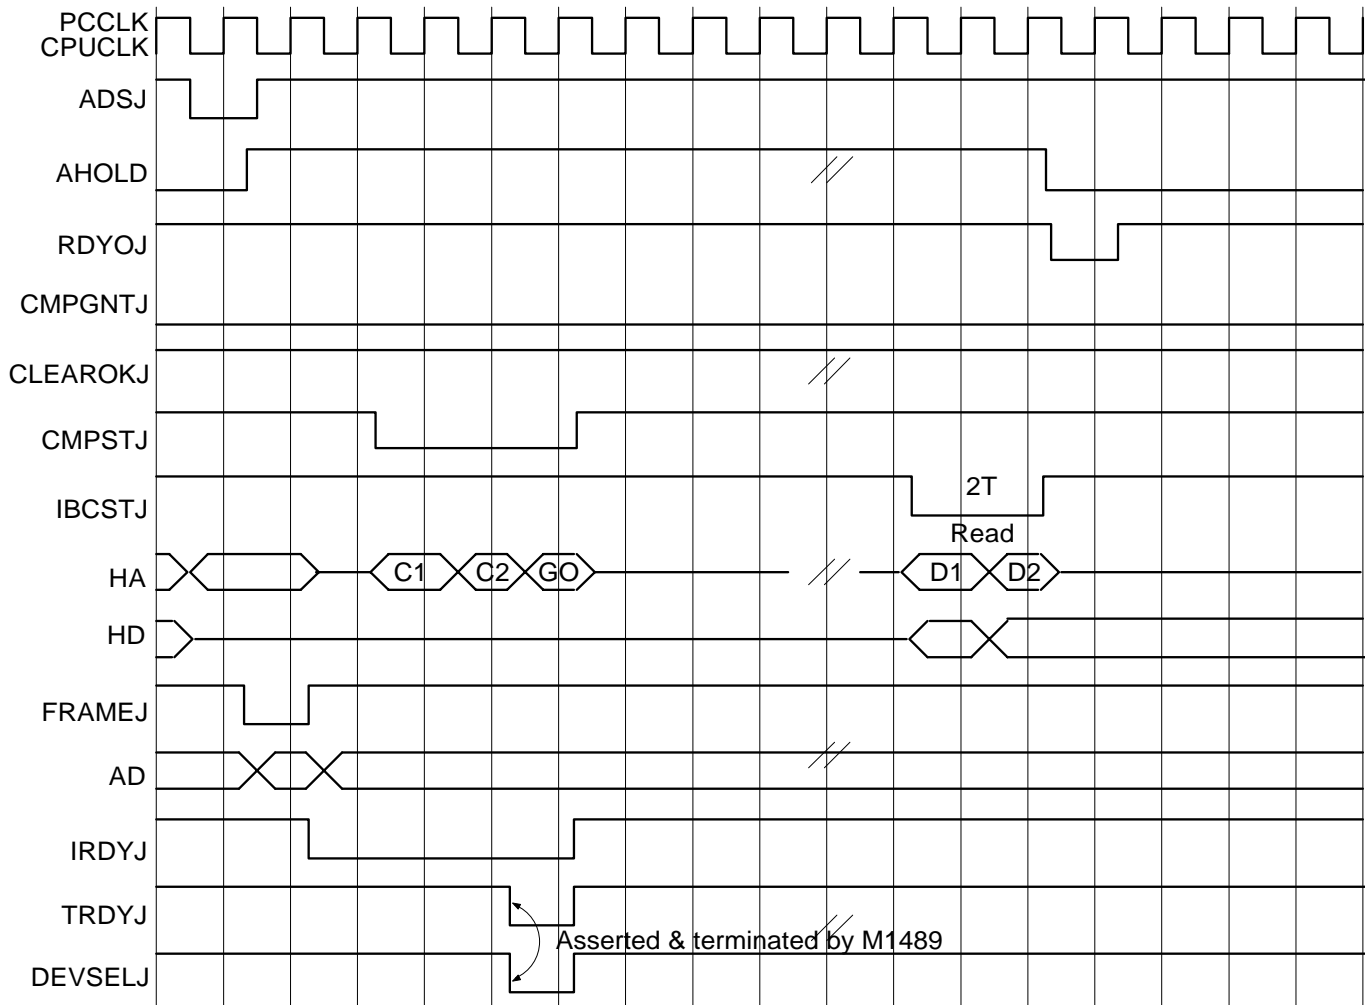 PCCLK
CPUCLK
ADSJ
AHOLD
RDYOJ
CMPGNTJ
CLEAROKJ
CMPSTJ
IBCSTJ
2T
Read
HA
C1
C2
GO
D1
D2
HD
FRAMEJ
AD
IRDYJ
TRDYJ
Asserted & terminated by M1489
DEVSELJ